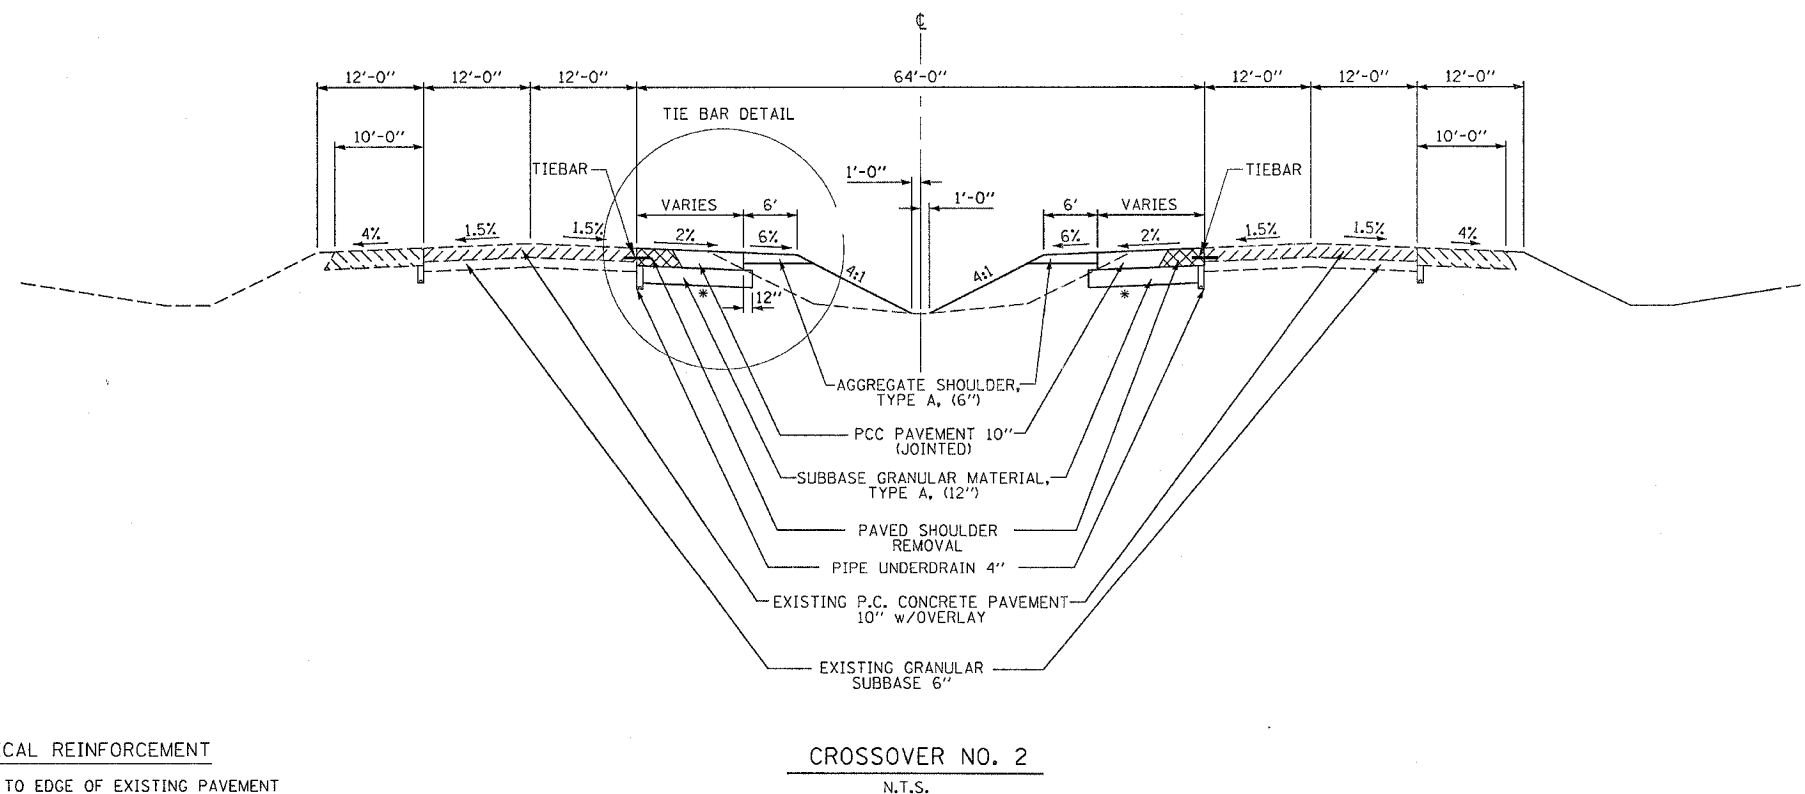 ℄
12'-0" 12'-0" 12'-0" 64'-0" 12'-0" 12'-0" 12'-0"
TIE BAR DETAIL
10'-0" 10'-0"
TIEBAR 1'-0" TIEBAR
1'-0"
VARIES 6' 6' VARIES
4% 1.5% 1.5% 2% 6% 6% 2% 1.5% 1.5% 4%
4:1 4:1
* 12" *
AGGREGATE SHOULDER,
TYPE A, (6")
PCC PAVEMENT 10"
(JOINTED)
SUBBASE GRANULAR MATERIAL,
TYPE A, (12")
PAVED SHOULDER
REMOVAL
PIPE UNDERDRAIN 4"
EXISTING P.C. CONCRETE PAVEMENT
10" w/OVERLAY
EXISTING GRANULAR
SUBBASE 6"
CAL REINFORCEMENT
TO EDGE OF EXISTING PAVEMENT
CROSSOVER NO. 2
N.T.S.